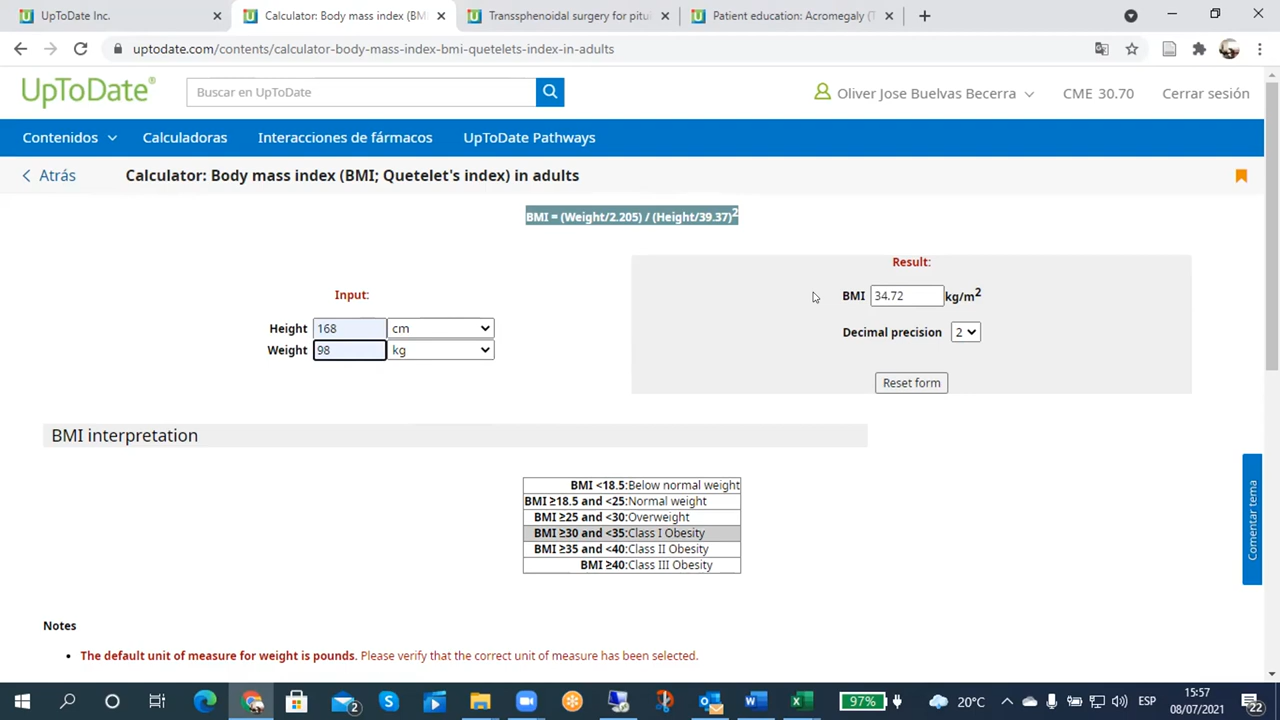 UpToDate Inc.
Calculator: Body mass index (BMI
Transsphenoidal surgery for pitu
Patient education: Acromegaly (T
uptodate.com/contents/calculator-body-mass-index-bmi-quetelets-index-in-adults
UpToDate®
Buscar en UpToDate
Oliver Jose Buelvas Becerra
CME 30.70
Cerrar sesión
Contenidos
Calculadoras
Interacciones de fármacos
UpToDate Pathways
Atrás
Calculator: Body mass index (BMI; Quetelet's index) in adults
BMI = (Weight/2.205) / (Height/39.37)2
Input:
Height 168 cm
Weight 98 kg
Result:
BMI 34.72 kg/m2
Decimal precision 2
Reset form
BMI interpretation
BMI <18.5:Below normal weight
BMI ≥18.5 and <25:Normal weight
BMI ≥25 and <30:Overweight
BMI ≥30 and <35:Class I Obesity
BMI ≥35 and <40:Class II Obesity
BMI ≥40:Class III Obesity
Comentar tema
Notes
The default unit of measure for weight is pounds. Please verify that the correct unit of measure has been selected.
2
97%
20°C
ESP
15:57
08/07/2021
22